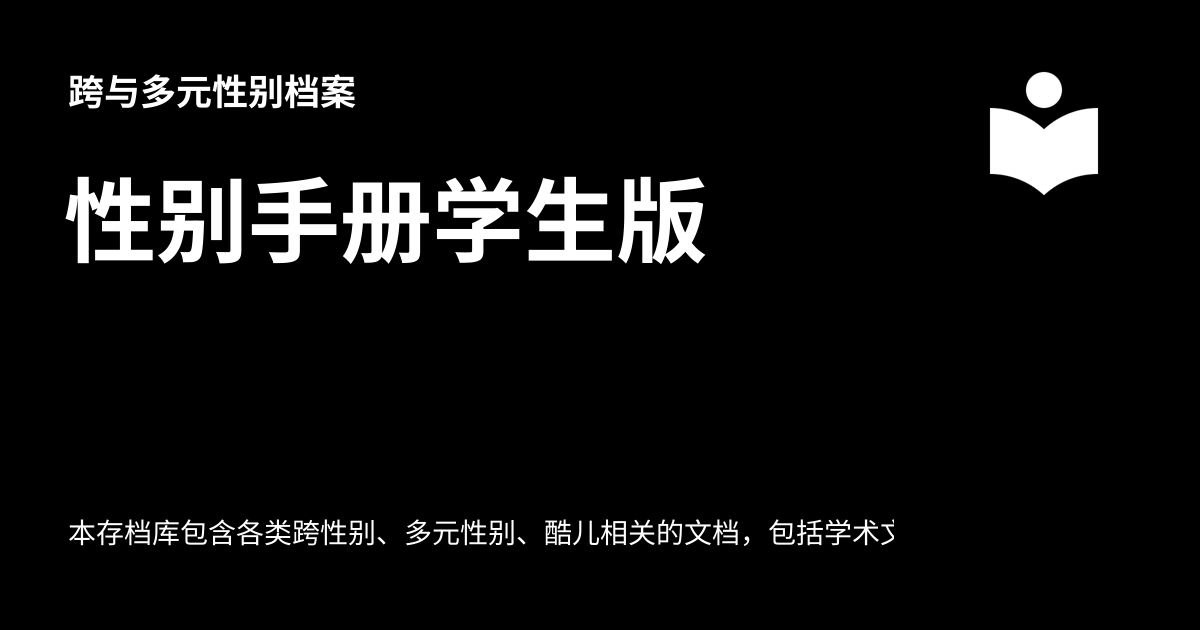 跨与多元性别档案
性别手册学生版
本存档库包含各类跨性别、多元性别、酷儿相关的文档，包括学术